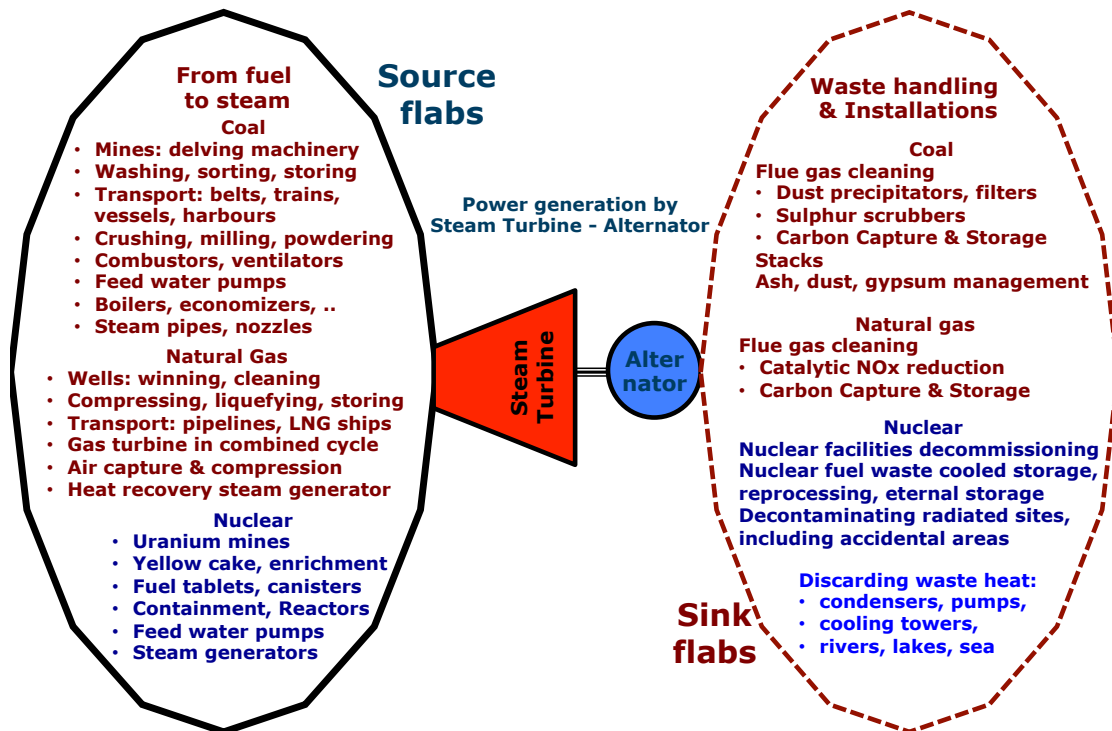 From fuel
to steam
Coal
• Mines: delving machinery
• Washing, sorting, storing
• Transport: belts, trains,
vessels, harbours
• Crushing, milling, powdering
• Combustors, ventilators
• Feed water pumps
• Boilers, economizers, ..
• Steam pipes, nozzles
Natural Gas
• Wells: winning, cleaning
• Compressing, liquefying, storing
• Transport: pipelines, LNG ships
• Gas turbine in combined cycle
• Air capture & compression
• Heat recovery steam generator
Nuclear
• Uranium mines
• Yellow cake, enrichment
• Fuel tablets, canisters
• Containment, Reactors
• Feed water pumps
• Steam generators
Source
flabs
Power generation by
Steam Turbine - Alternator
Steam
Turbine
Alter
nator
Waste handling
& Installations
Coal
Flue gas cleaning
• Dust precipitators, filters
• Sulphur scrubbers
• Carbon Capture & Storage
Stacks
Ash, dust, gypsum management
Natural gas
Flue gas cleaning
• Catalytic NOx reduction
• Carbon Capture & Storage
Nuclear
Nuclear facilities decommissioning
Nuclear fuel waste cooled storage,
reprocessing, eternal storage
Decontaminating radiated sites,
including accidental areas
Discarding waste heat:
• condensers, pumps,
• cooling towers,
• rivers, lakes, sea
Sink
flabs